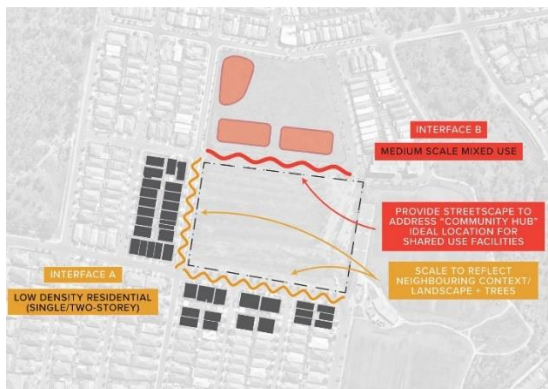 INTERFACE B
MEDIUM SCALE MIXED USE
PROVIDE STREETSCAPE TO
ADDRESS "COMMUNITY HUB"
IDEAL LOCATION FOR
SHARED USE FACILITIES
INTERFACE A
LOW DENSITY RESIDENTIAL
(SINGLE/TWO-STOREY)
SCALE TO REFLECT
NEIGHBOURING CONTEXT/
LANDSCAPE + TREES